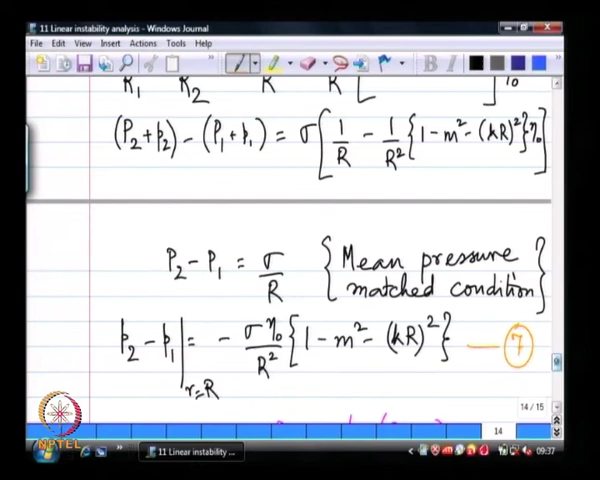 11 Linear instability analysis - Windows Journal
File Edit View Insert Actions Tools Help
R₁ R₂ R R
(P₂+p₂) − (P₁+p₁) = σ[1/R − 1/R²{1−m²−(kR)²}η₀]
P₂ − P₁ = σ/R {Mean pressure
matched condition}
p₂ − p₁|r=R = − ση₀/R² {1−m²−(kR)²} — 7
14 / 15
14
NPTEL
11 Linear instability ...
09:37